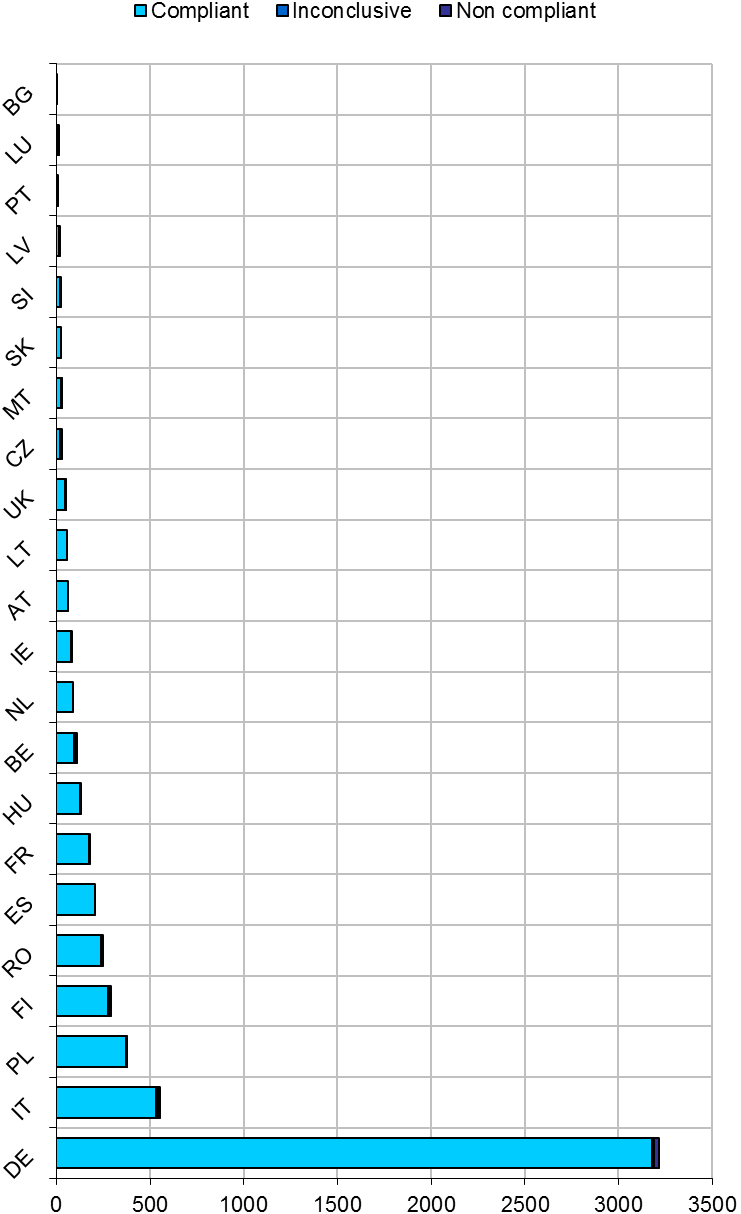 Compliant Inconclusive Non compliant
BG
LU
PT
LV
SI
SK
MT
CZ
UK
LT
AT
IE
NL
BE
HU
FR
ES
RO
FI
PL
IT
DE
0 500 1000 1500 2000 2500 3000 3500